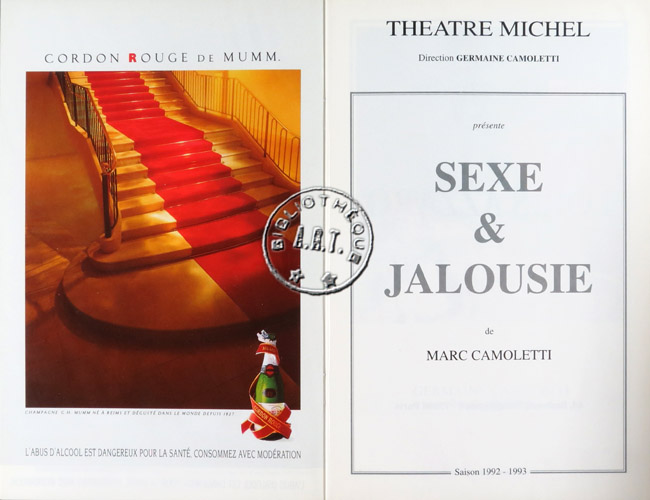 CORDON ROUGE DE MUMM.
CHAMPAGNE G.H. MUMM NÉ À REIMS ET DÉGUSTÉ DANS LE MONDE DEPUIS 1827.
L'ABUS D'ALCOOL EST DANGEREUX POUR LA SANTÉ. CONSOMMEZ AVEC MODÉRATION
BIBLIOTHÈQUE
A.R.T.
THEATRE MICHEL
Direction GERMAINE CAMOLETTI
présente
SEXE
&
JALOUSIE
de
MARC CAMOLETTI
Saison 1992 - 1993